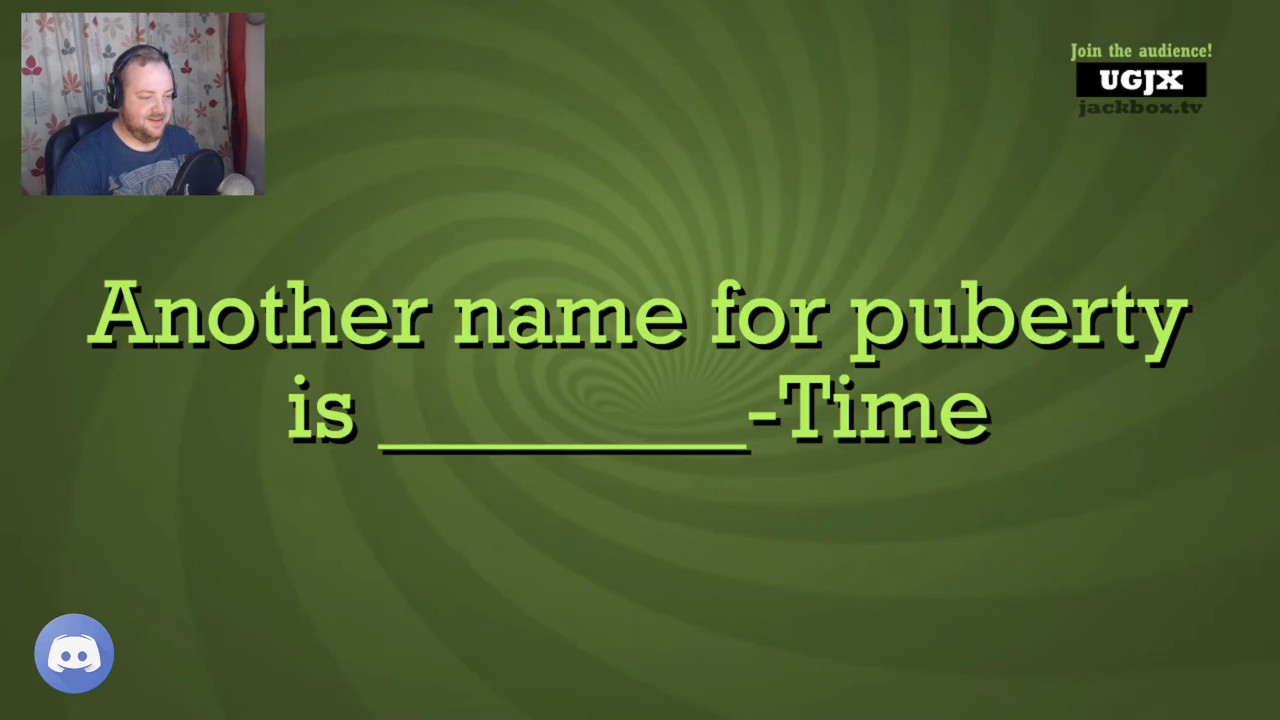 Join the audience!
UGJX
jackbox.tv
Another name for puberty
is ________-Time